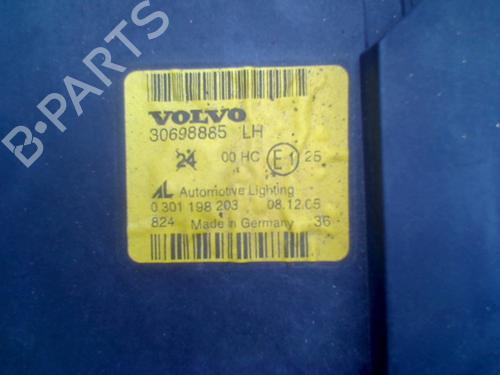 B-PARTS
VOLVO
30698885 LH
24 00 HC E1 25
AL Automotive Lighting
0 301 198 203 08.12.05
824 Made in Germany 36